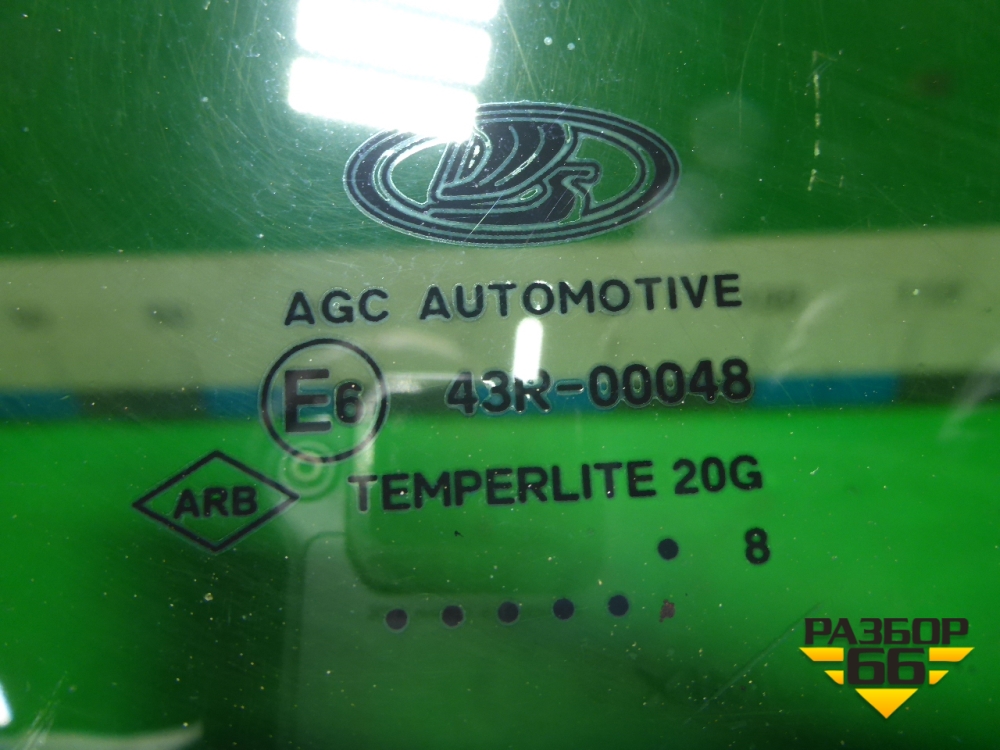 AGC AUTOMOTIVE
E6 43R-00048
ARB TEMPERLITE 20G
8
РАЗБОР
66